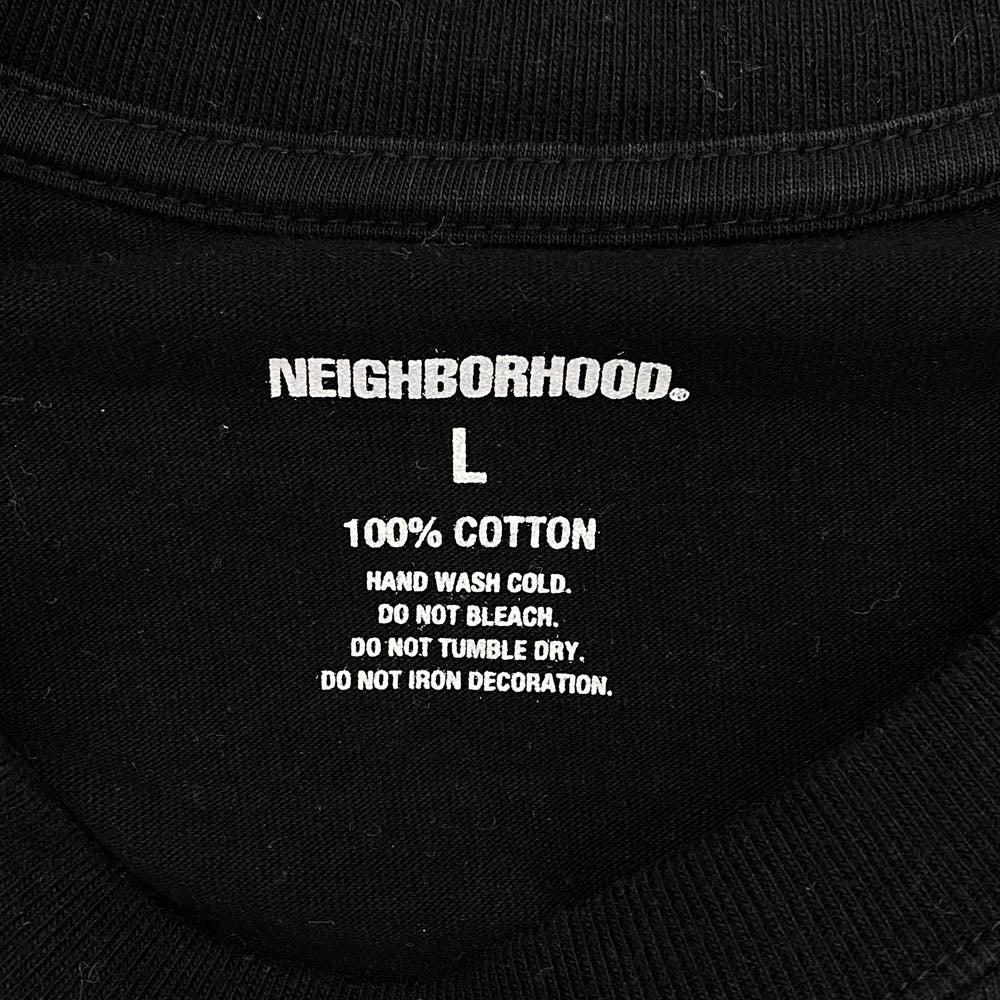 NEIGHBORHOOD®
L
100% COTTON
HAND WASH COLD.
DO NOT BLEACH.
DO NOT TUMBLE DRY.
DO NOT IRON DECORATION.